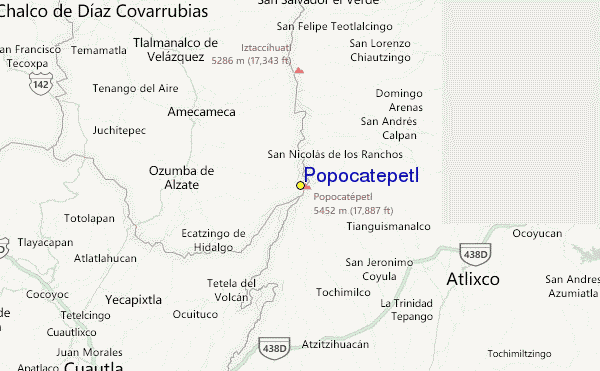 San Salvador el Verde
Chalco de Díaz Covarrubias
San Felipe Teotlalcingo
Tlalmanalco de
Velázquez
Iztaccíhuatl
5286 m (17,343 ft)
San Lorenzo
Chiautzingo
San Francisco
Tecoxpa
Temamatla
142
Tenango del Aire
Domingo
Arenas
Amecameca
San Andrés
Calpan
Juchitepec
San Nicolás de los Ranchos
Ozumba de
Alzate
Popocatepetl
Popocatépetl
5452 m (17,887 ft)
Totolapan
Tianguismanalco
Ecatzingo de
Hidalgo
Ocoyucan
Tlayacapan
438D
Atlatlahucan
San Jeronimo
Coyula
Atlixco
San Andres
Azumiatla
Tetela del
Volcán
Cocoyoc
Yecapixtla
Tochimilco
La Trinidad
Tepango
de
Tetelcingo
Ocuituco
Cuautlixco
Juan Morales
438D
Atzitzihuacán
Tochimiltzingo
Apatlaco
Cuautla